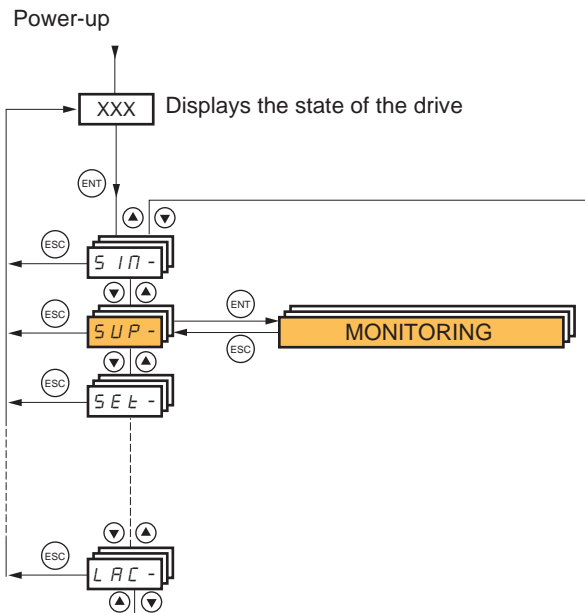 Power-up
XXX Displays the state of the drive
ENT
ESC
SIM-
ESC
ENT
SUP-
MONITORING
ESC
ESC
SEt-
ESC
LAC-